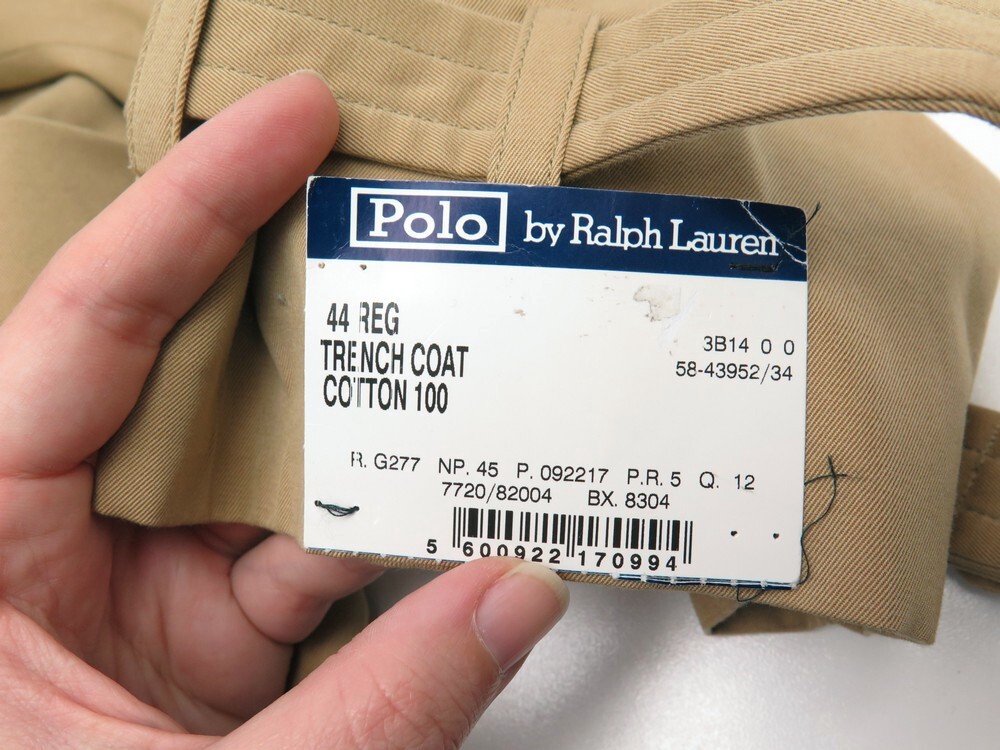 Polo by Ralph Lauren
44 REG
TRENCH COAT
COTTON 100
3B14 0 0
58-43952/34
R. G277 NP. 45 P. 092217 P.R. 5 Q. 12
7720/82004 BX. 8304
5 600922 170994